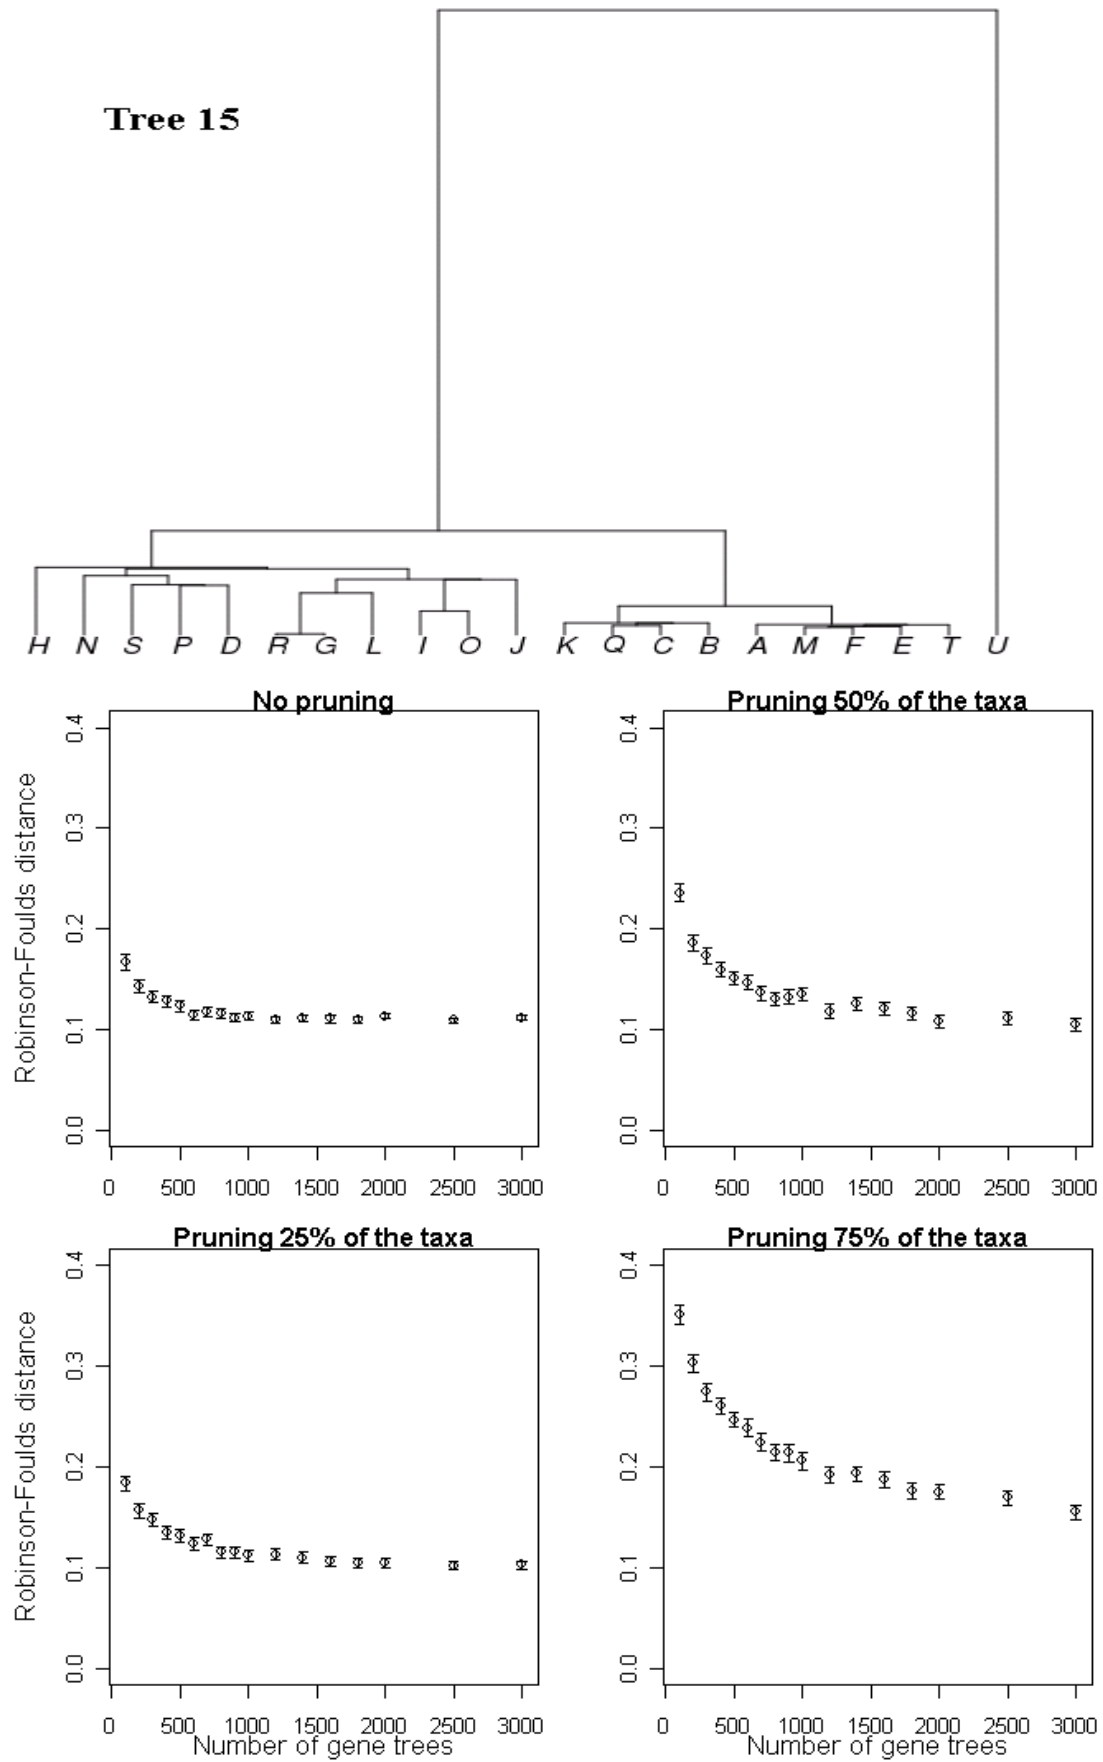 Tree 15
H N S P D R G L I O J K Q C B A M F E T U
No pruning
Robinson-Foulds distance
0.4
0.3
0.2
0.1
0.0
0 500 1000 1500 2000 3000
Pruning 50% of the taxa
0.4
0.3
0.2
0.1
0.0
0 500 1000 1500 2000 3000
Pruning 25% of the taxa
Robinson-Foulds distance
0.4
0.3
0.2
0.1
0.0
0 500 1000 1500 2000 3000
Number of gene trees
Pruning 75% of the taxa
0.4
0.3
0.2
0.1
0.0
0 500 1000 1500 2000 3000
Number of gene trees